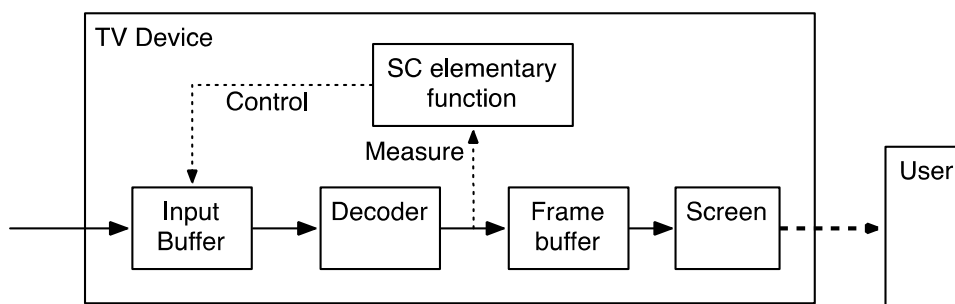 TV Device
SC elementary
function
Control
Measure
User
Input
Buffer
Decoder
Frame
buffer
Screen